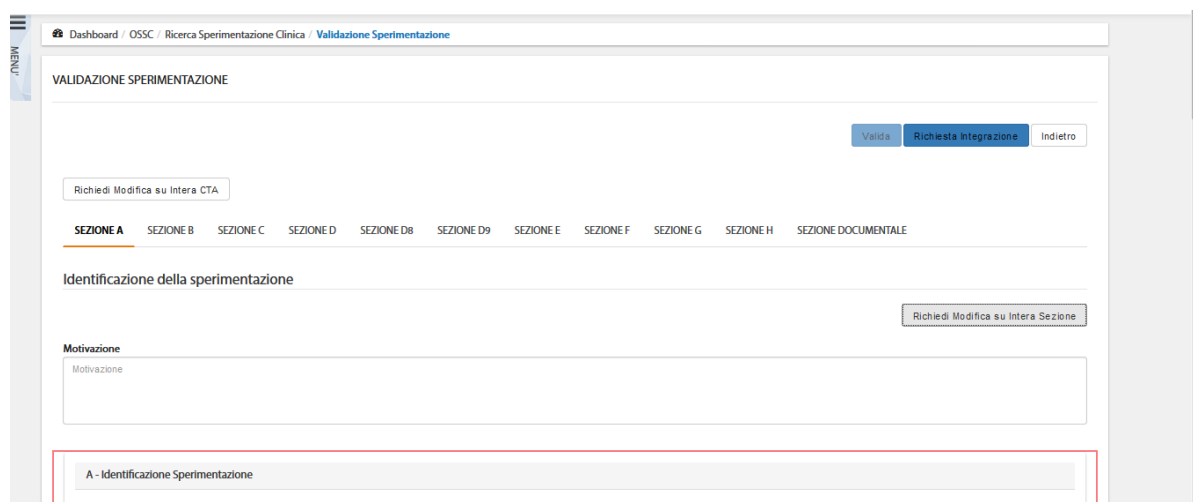 MENU'
Dashboard / OSSC / Ricerca Sperimentazione Clinica / Validazione Sperimentazione
VALIDAZIONE SPERIMENTAZIONE
Valida Richiesta Integrazione Indietro
Richiedi Modifica su Intera CTA
SEZIONE A SEZIONE B SEZIONE C SEZIONE D SEZIONE D8 SEZIONE D9 SEZIONE E SEZIONE F SEZIONE G SEZIONE H SEZIONE DOCUMENTALE
Identificazione della sperimentazione
Richiedi Modifica su Intera Sezione
Motivazione
Motivazione
A - Identificazione Sperimentazione